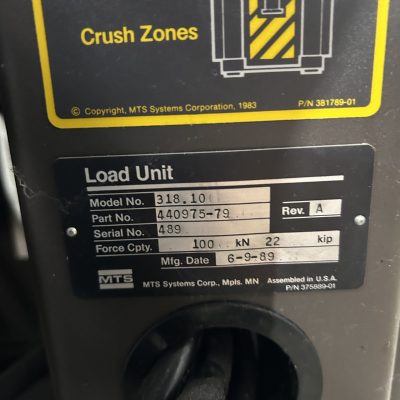 Crush Zones
© Copyright, MTS Systems Corporation, 1983 P/N 381789-01
Load Unit
Model No. 318.10
Part No. 440975-79 Rev. A
Serial No. 489
Force Cpty. 100 kN 22 kip
Mfg. Date 6-9-89
MTS MTS Systems Corp., Mpls. MN Assembled in U.S.A.
P/N 375889-01